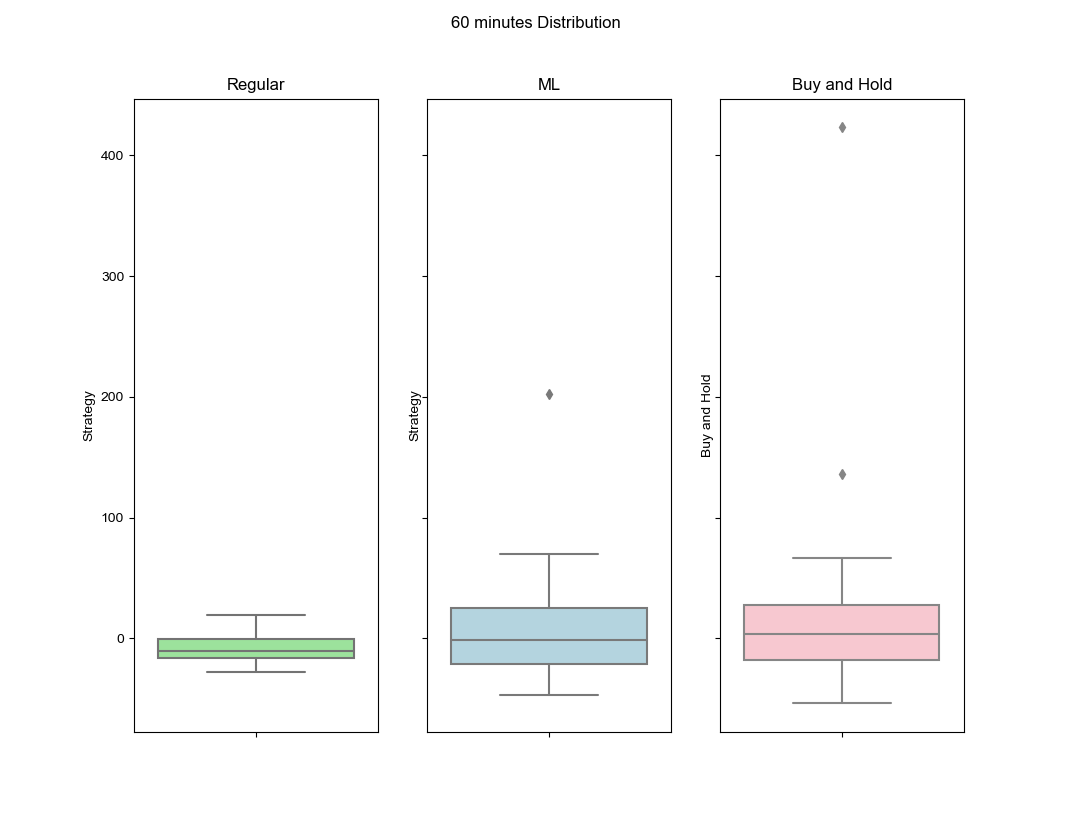 60 minutes Distribution
Regular
ML
Buy and Hold
400
300
200
100
0
Strategy
Strategy
Buy and Hold